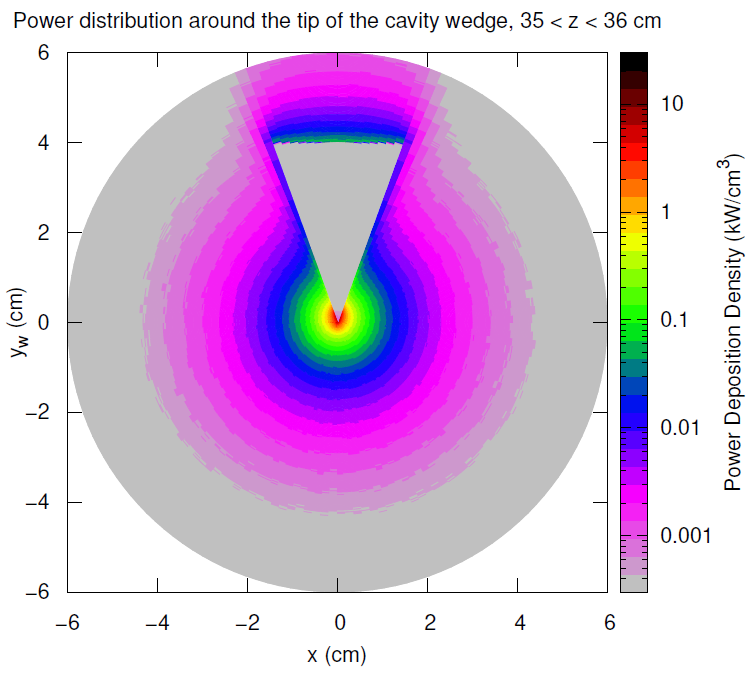 Power distribution around the tip of the cavity wedge, 35 < z < 36 cm
6
4
2
0
−2
−4
−6
y_w (cm)
−6 −4 −2 0 2 4 6
x (cm)
10
1
0.1
0.01
0.001
Power Deposition Density (kW/cm³)